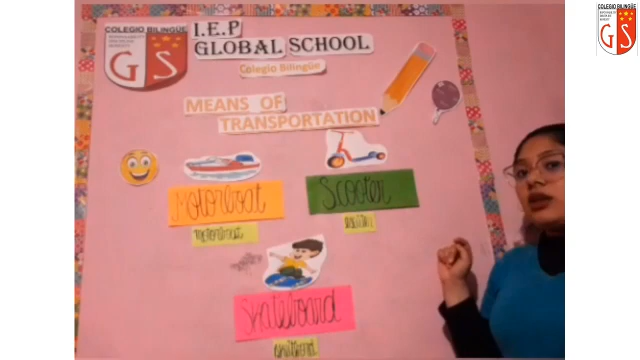 COLEGIO BILINGÜE
GS
I.E.P
GLOBAL SCHOOL
Colegio Bilingüe
MEANS OF
TRANSPORTATION
Motorboat
Scooter
Skateboard
COLEGIO BILINGÜE
GS